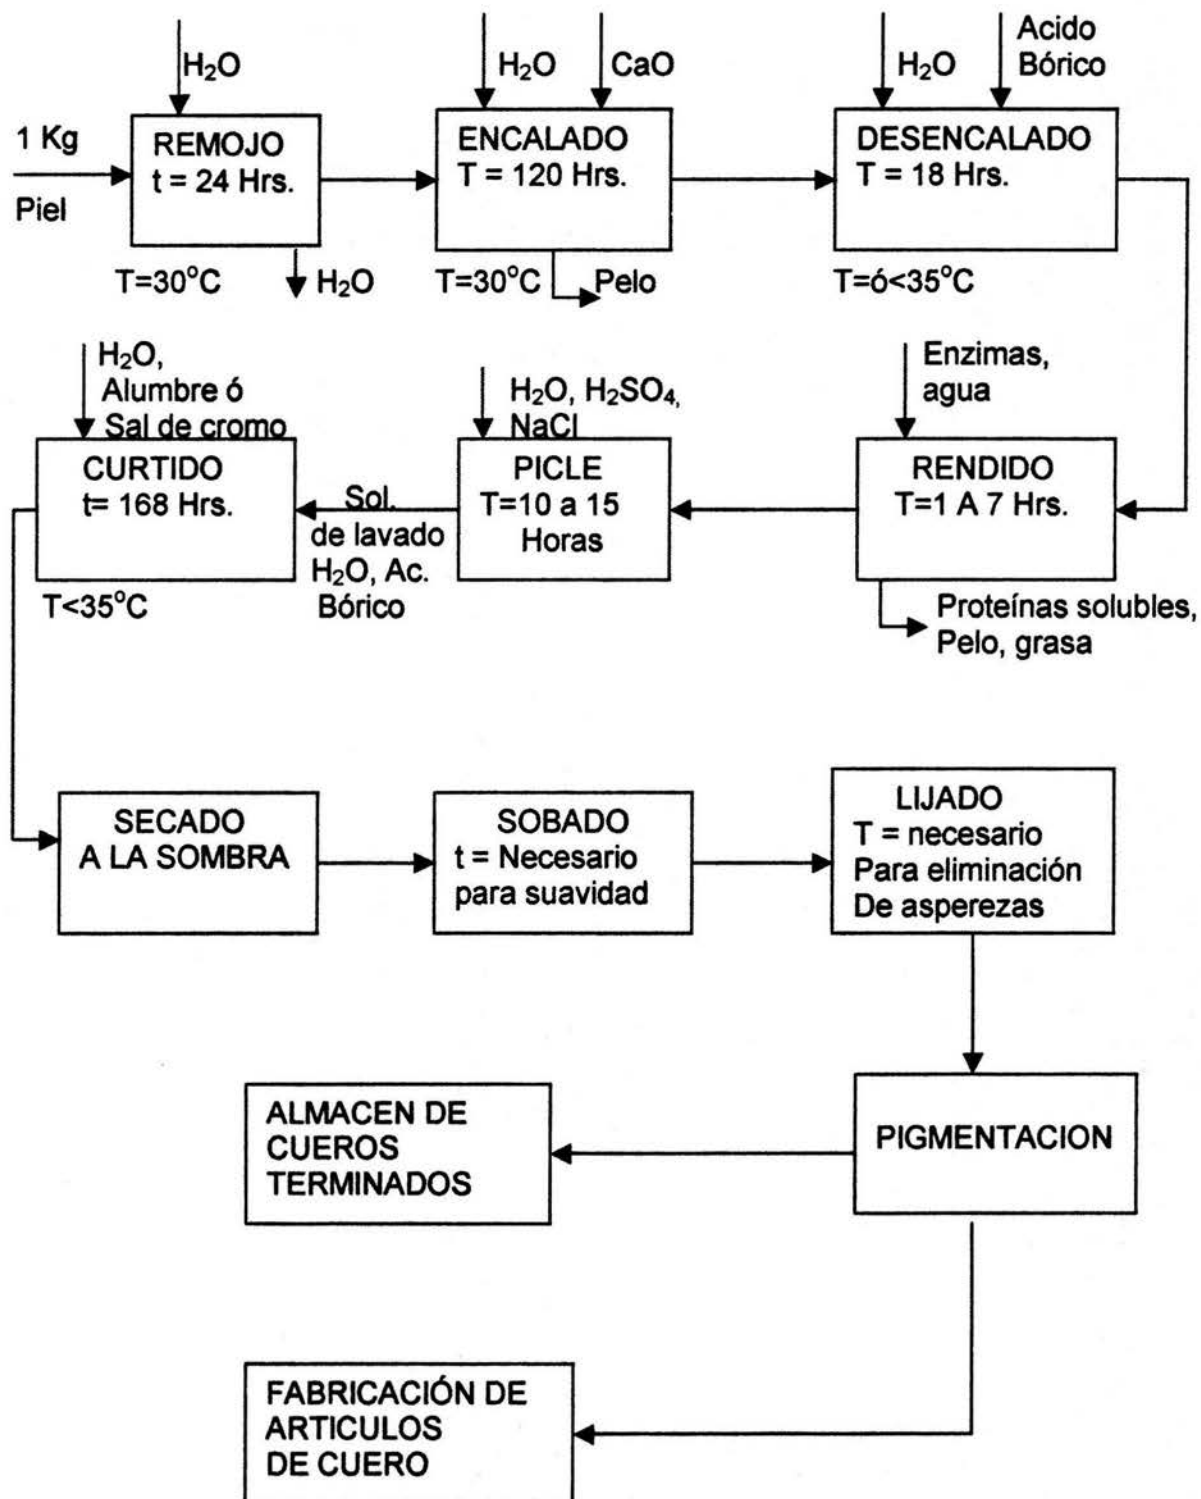 H₂O
1 Kg
Piel
REMOJO
t = 24 Hrs.
T=30°C
H₂O
H₂O
CaO
ENCALADO
T = 120 Hrs.
T=30°C
Pelo
H₂O
Acido
Bórico
DESENCALADO
T = 18 Hrs.
T=ó<35°C
Enzimas,
agua
RENDIDO
T=1 A 7 Hrs.
Proteínas solubles,
Pelo, grasa
H₂O, H₂SO₄,
NaCl
PICLE
T=10 a 15
Horas
Sol.
de lavado
H₂O, Ac.
Bórico
H₂O,
Alumbre ó
Sal de cromo
CURTIDO
t= 168 Hrs.
T<35°C
SECADO
A LA SOMBRA
SOBADO
t = Necesario
para suavidad
LIJADO
T = necesario
Para eliminación
De asperezas
PIGMENTACION
ALMACEN DE
CUEROS
TERMINADOS
FABRICACIÓN DE
ARTICULOS
DE CUERO